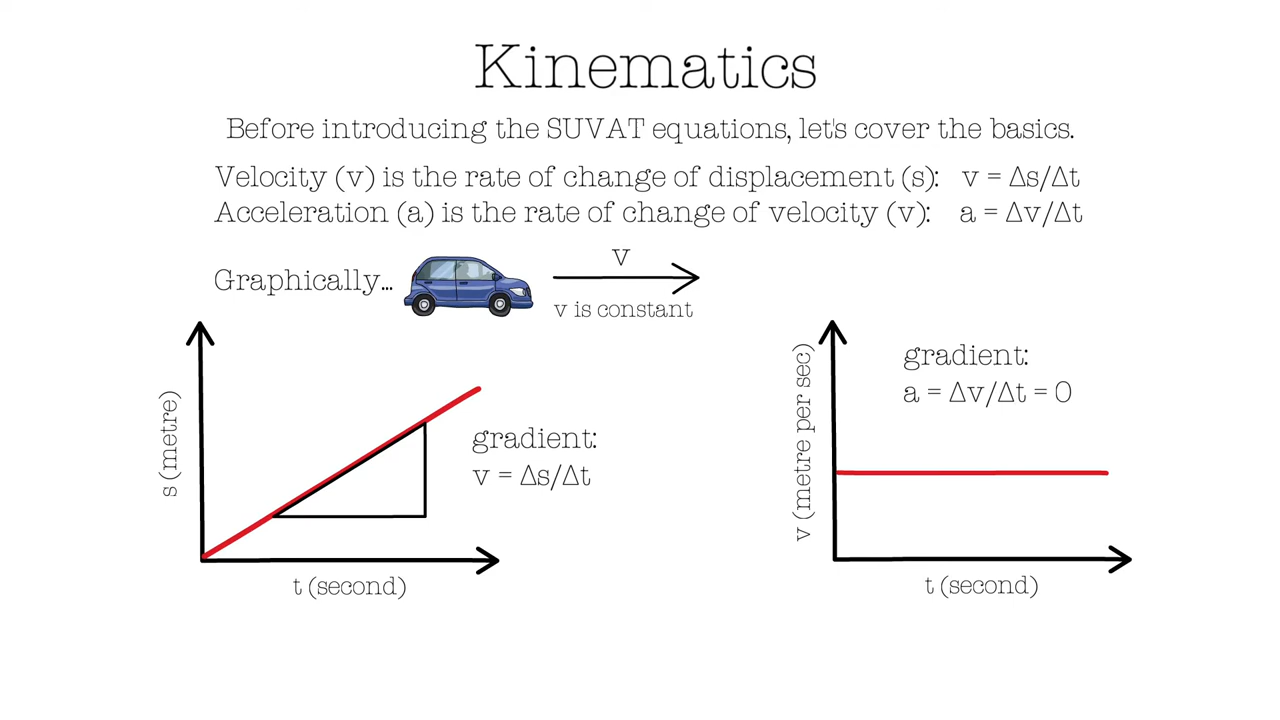 Kinematics
Before introducing the SUVAT equations, let's cover the basics.
Velocity (v) is the rate of change of displacement (s): v = Δs/Δt
Acceleration (a) is the rate of change of velocity (v): a = Δv/Δt
Graphically...
v
v is constant
s (metre)
gradient:
v = Δs/Δt
t (second)
v (metre per sec)
gradient:
a = Δv/Δt = 0
t (second)